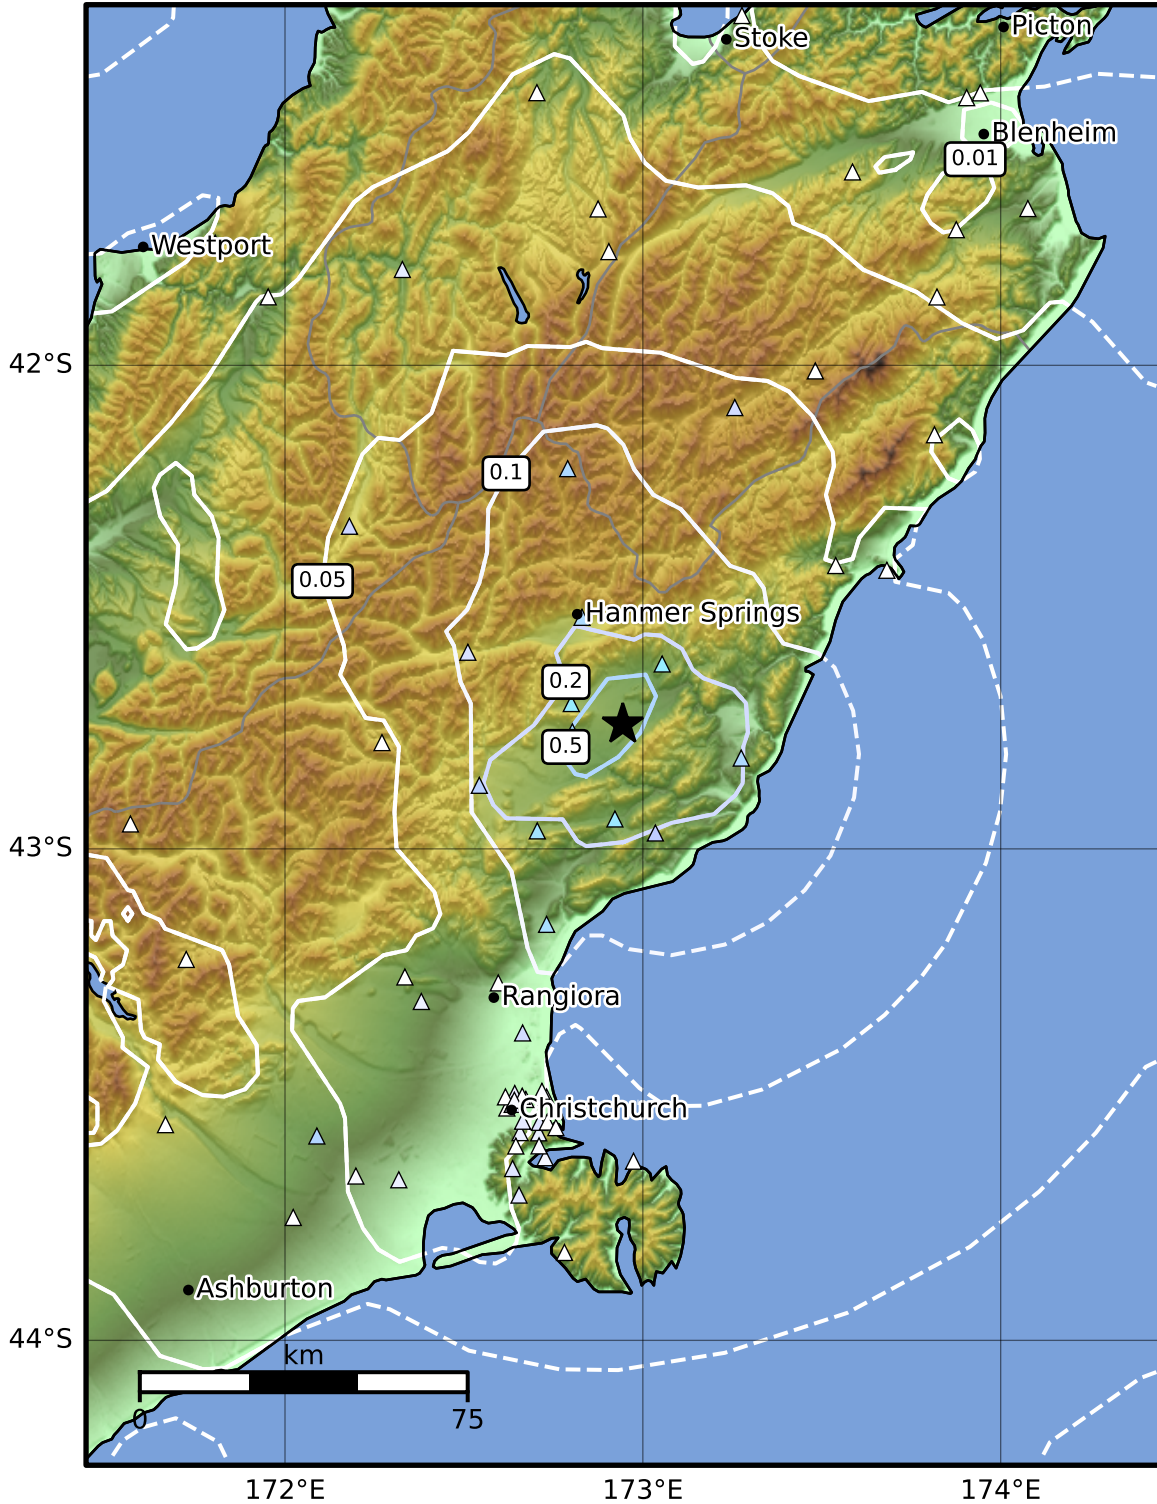 Picton
Stoke
Blenheim
0.01
Westport
42°S
0.1
0.05
Hanmer Springs
0.2
0.5
43°S
Rangiora
Christchurch
Ashburton
44°S
km
0 75
172°E 173°E 174°E